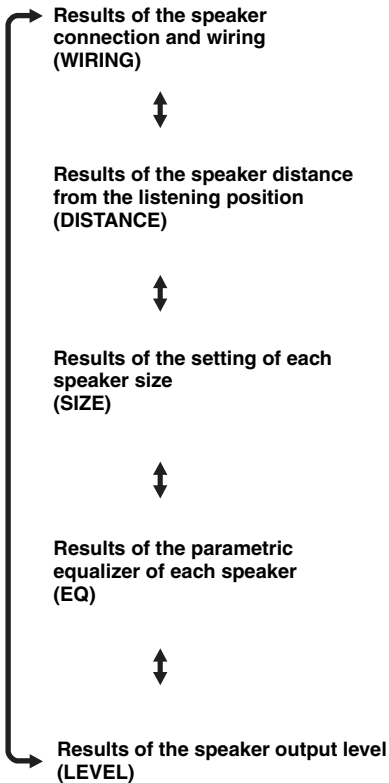 Results of the speaker
connection and wiring
(WIRING)
Results of the speaker distance
from the listening position
(DISTANCE)
Results of the setting of each
speaker size
(SIZE)
Results of the parametric
equalizer of each speaker
(EQ)
Results of the speaker output level
(LEVEL)